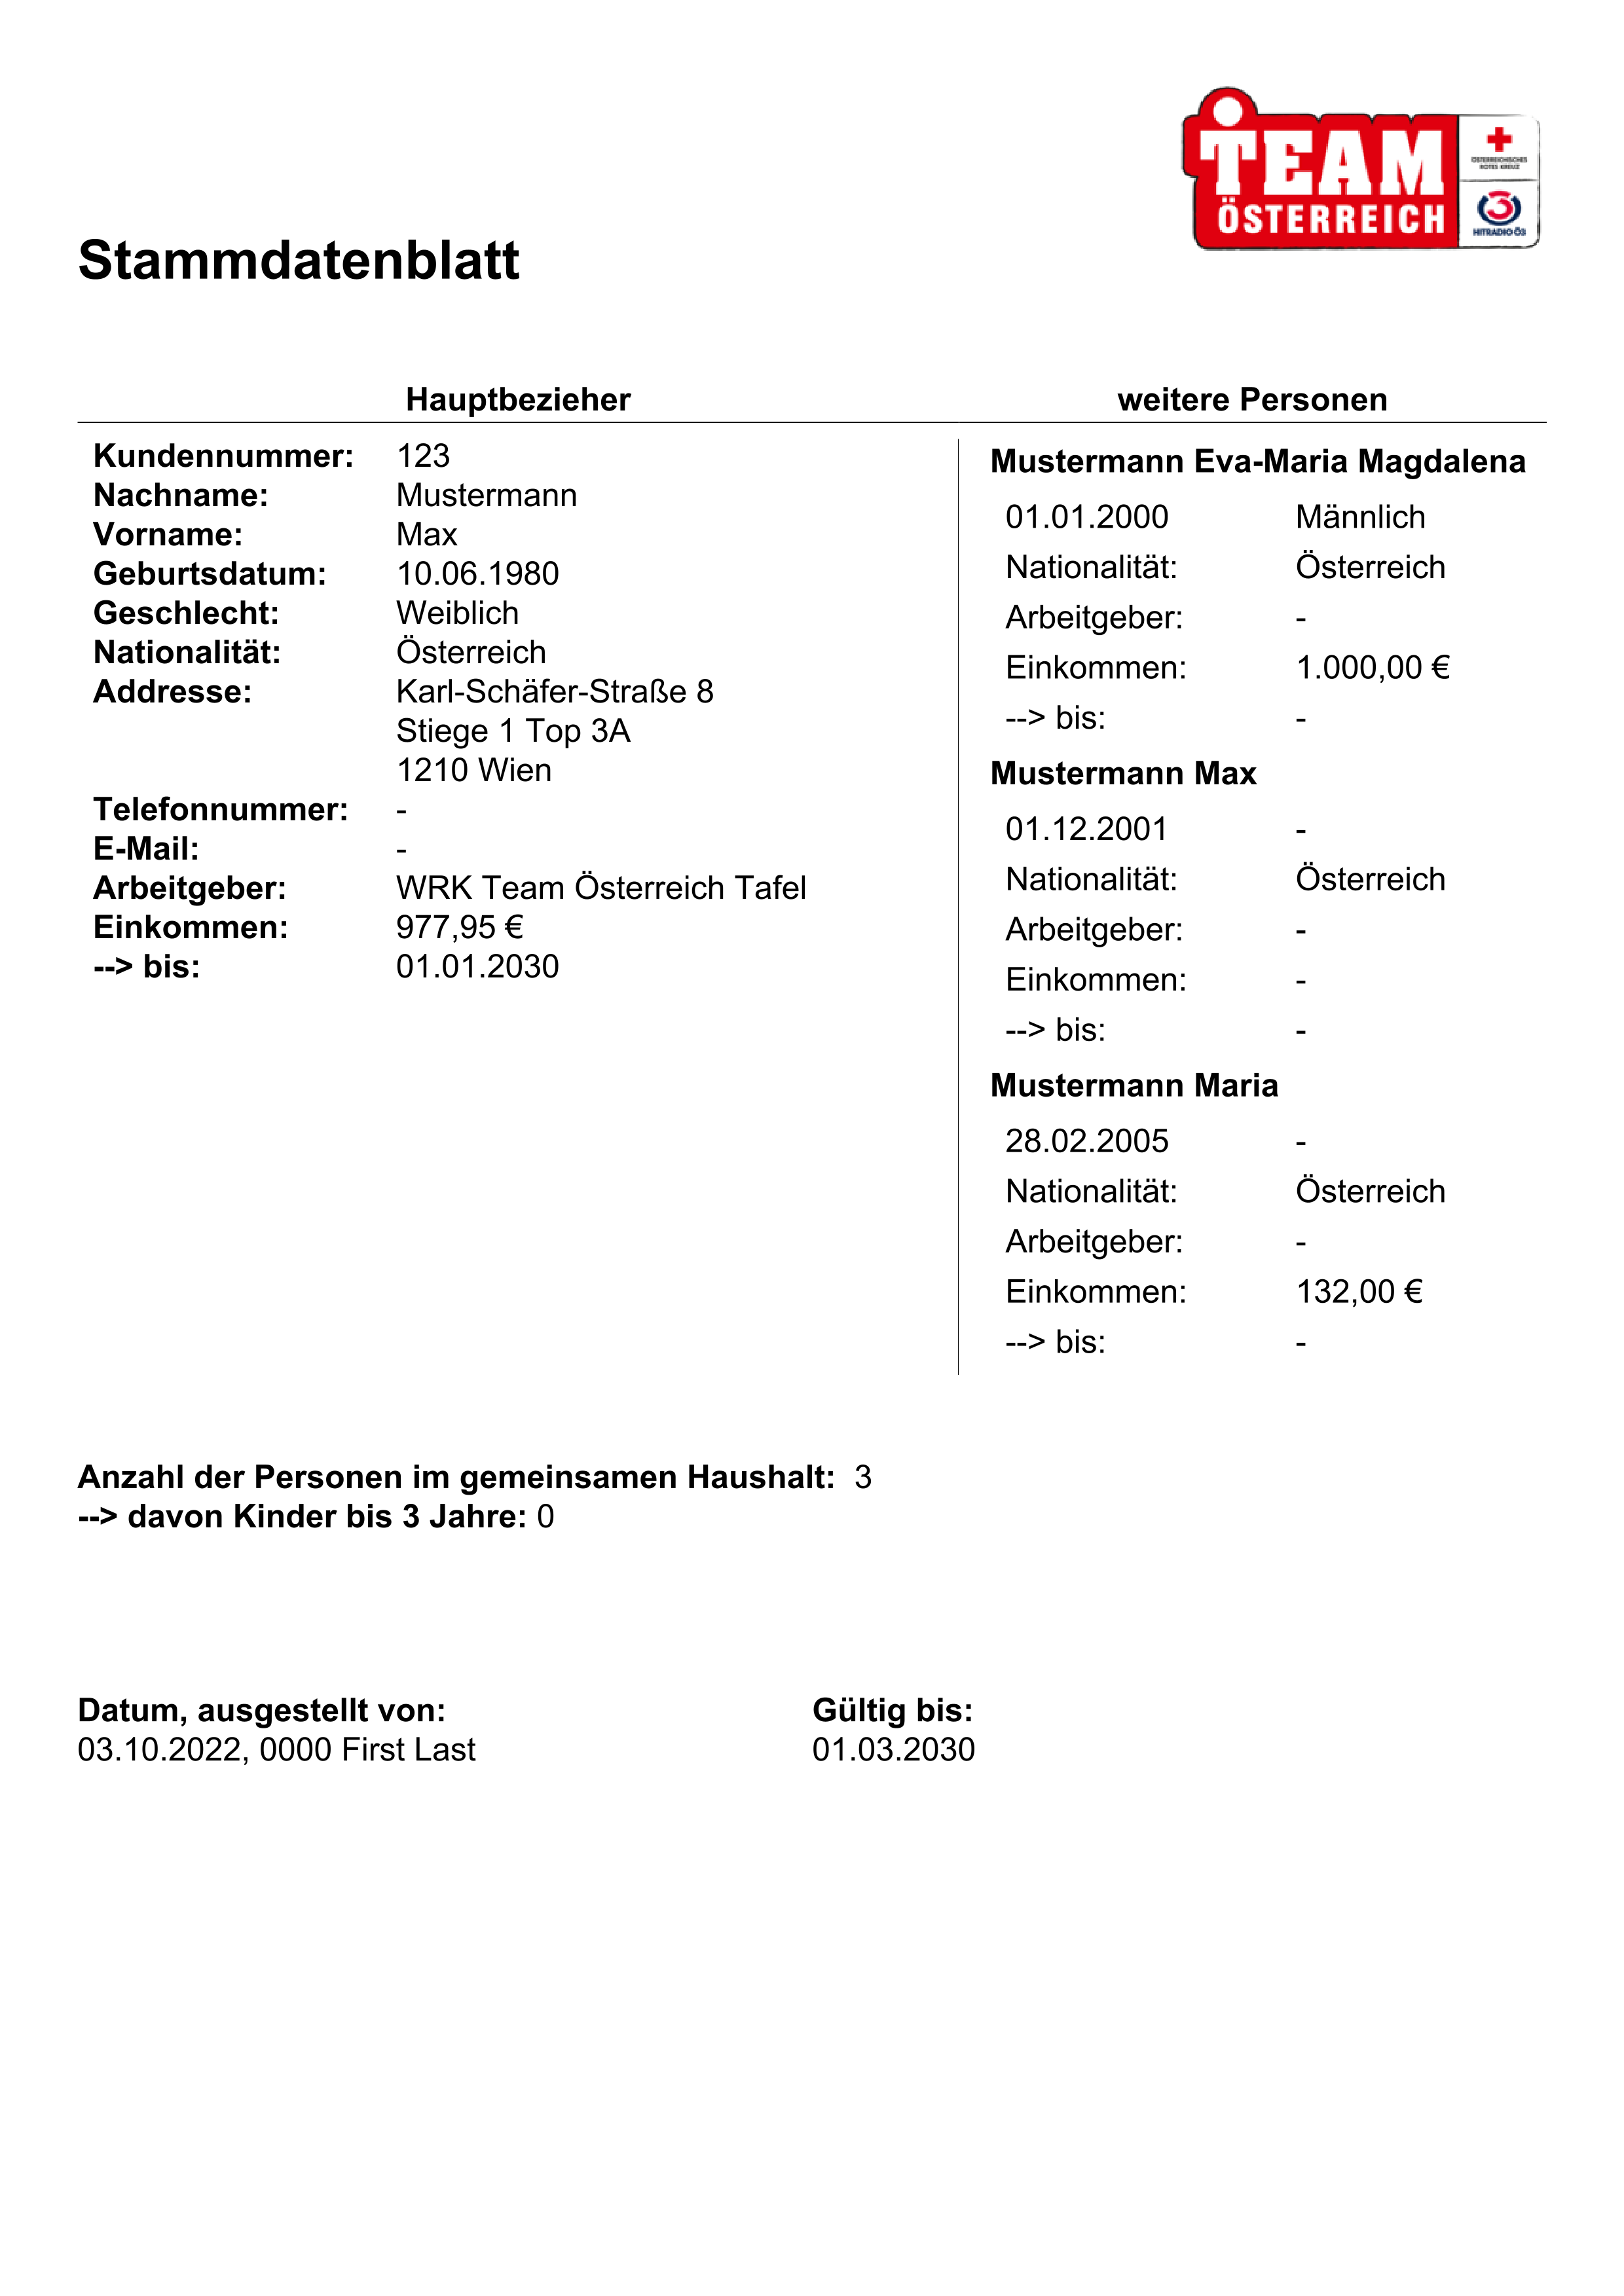 TEAM
ÖSTERREICH
ÖSTERREICHISCHES
ROTES KREUZ
3
HITRADIO Ö3
Stammdatenblatt
Hauptbezieher
Kundennummer: 123
Nachname: Mustermann
Vorname: Max
Geburtsdatum: 10.06.1980
Geschlecht: Weiblich
Nationalität: Österreich
Addresse: Karl-Schäfer-Straße 8
Stiege 1 Top 3A
1210 Wien
Telefonnummer: -
E-Mail: -
Arbeitgeber: WRK Team Österreich Tafel
Einkommen: 977,95 €
--> bis: 01.01.2030
weitere Personen
Mustermann Eva-Maria Magdalena
01.01.2000 Männlich
Nationalität: Österreich
Arbeitgeber: -
Einkommen: 1.000,00 €
--> bis: -
Mustermann Max
01.12.2001 -
Nationalität: Österreich
Arbeitgeber: -
Einkommen: -
--> bis: -
Mustermann Maria
28.02.2005 -
Nationalität: Österreich
Arbeitgeber: -
Einkommen: 132,00 €
--> bis: -
Anzahl der Personen im gemeinsamen Haushalt: 3
--> davon Kinder bis 3 Jahre: 0
Datum, ausgestellt von:
03.10.2022, 0000 First Last
Gültig bis:
01.03.2030